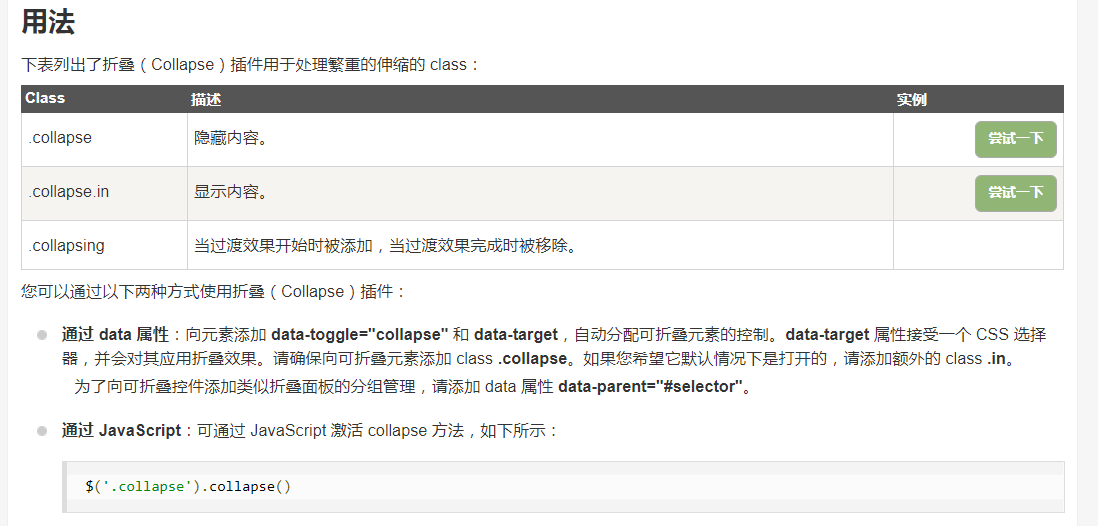 用法
下表列出了折叠（Collapse）插件用于处理繁重的伸缩的 class：
Class 描述 实例
.collapse 隐藏内容。 尝试一下
.collapse.in 显示内容。 尝试一下
.collapsing 当过渡效果开始时被添加，当过渡效果完成时被移除。
您可以通过以下两种方式使用折叠（Collapse）插件：
通过 data 属性：向元素添加 data-toggle="collapse" 和 data-target，自动分配可折叠元素的控制。data-target 属性接受一个 CSS 选择
器，并会对其应用折叠效果。请确保向可折叠元素添加 class .collapse。如果您希望它默认情况下是打开的，请添加额外的 class .in。
为了向可折叠控件添加类似折叠面板的分组管理，请添加 data 属性 data-parent="#selector"。
通过 JavaScript：可通过 JavaScript 激活 collapse 方法，如下所示：
$('.collapse').collapse()